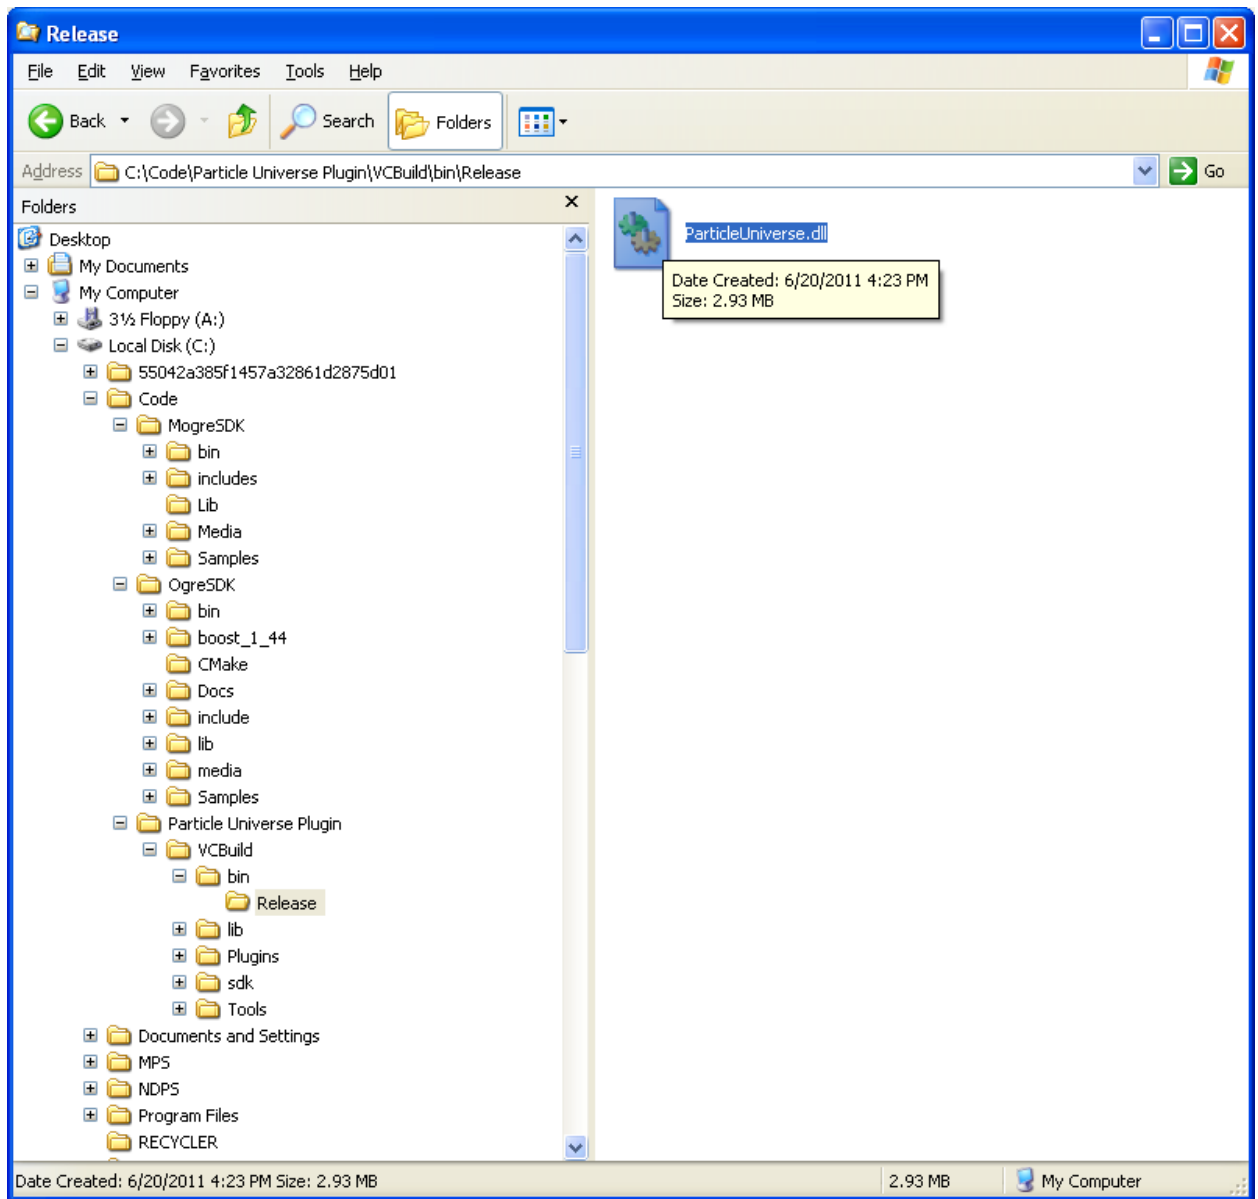 Release
File Edit View Favorites Tools Help
Back Search Folders
Address C:\Code\Particle Universe Plugin\VCBuild\bin\Release Go
Folders
Desktop
My Documents
My Computer
3½ Floppy (A:)
Local Disk (C:)
55042a385f1457a32861d2875d01
Code
MogreSDK
bin
includes
Lib
Media
Samples
OgreSDK
bin
boost_1_44
CMake
Docs
include
lib
media
Samples
Particle Universe Plugin
VCBuild
bin
Release
lib
Plugins
sdk
Tools
Documents and Settings
MPS
NDPS
Program Files
RECYCLER
ParticleUniverse.dll
Date Created: 6/20/2011 4:23 PM
Size: 2.93 MB
Date Created: 6/20/2011 4:23 PM Size: 2.93 MB 2.93 MB My Computer